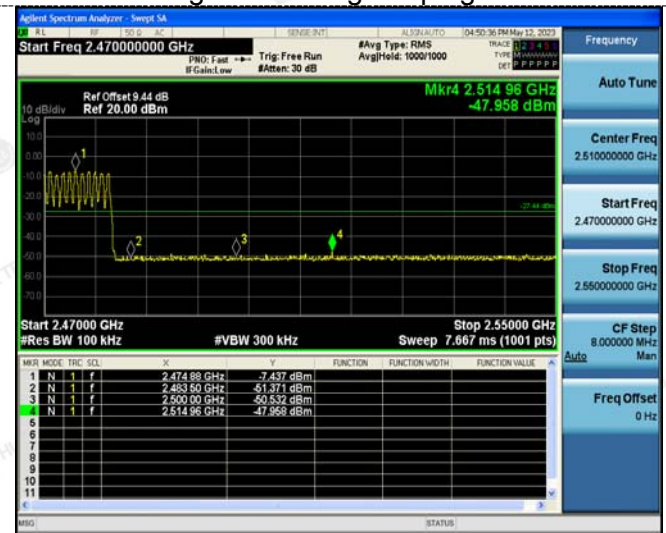 Agilent Spectrum Analyzer - Swept SA
RL RF 50 Ω AC SENSE:INT ALIGNAUTO 04:50:36 PM May 12, 2023
Start Freq 2.470000000 GHz
PNO: Fast Trig: Free Run #Avg Type: RMS TRACE 1 2 3 4 5 6
IFGain:Low #Atten: 30 dB Avg|Hold: 1000/1000 TYPE M
DET P P P P P P
Frequency
Auto Tune
Center Freq
2.510000000 GHz
Start Freq
2.470000000 GHz
Stop Freq
2.550000000 GHz
CF Step
8.000000 MHz
Auto Man
Freq Offset
0 Hz
Mkr4 2.514 96 GHz
-47.958 dBm
Ref Offset 9.44 dB
10 dB/div Ref 20.00 dBm
Log
10.0
0.00
-10.0
-20.0
-30.0
-40.0
-50.0
-60.0
-70.0
1
2
3
4
-27.44 dBm
Start 2.47000 GHz Stop 2.55000 GHz
#Res BW 100 kHz #VBW 300 kHz Sweep 7.667 ms (1001 pts)
MKR MODE TRC SCL X Y FUNCTION FUNCTION WIDTH FUNCTION VALUE
1 N 1 f 2.474 88 GHz -7.437 dBm
2 N 1 f 2.483 50 GHz -51.371 dBm
3 N 1 f 2.500 00 GHz -50.532 dBm
4 N 1 f 2.514 96 GHz -47.958 dBm
5
6
7
8
9
10
11
MSG STATUS